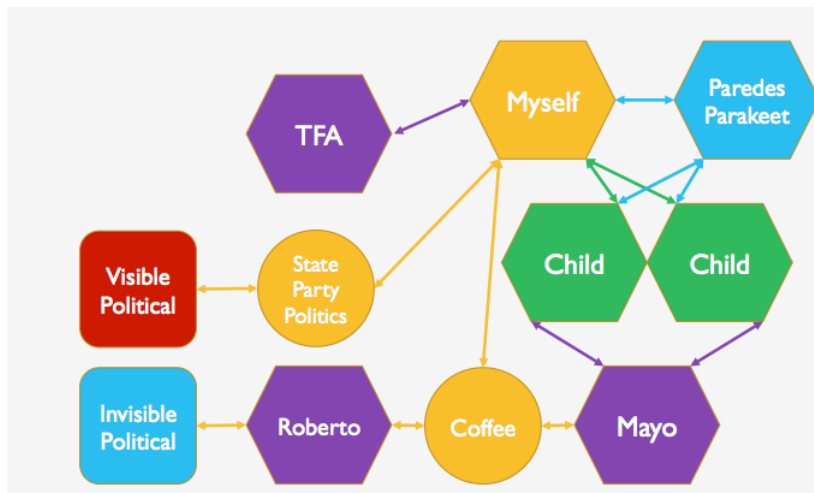 Myself
Paredes
Parakeet
TFA
Child
Child
Visible
Political
State
Party
Politics
Invisible
Political
Roberto
Coffee
Mayo